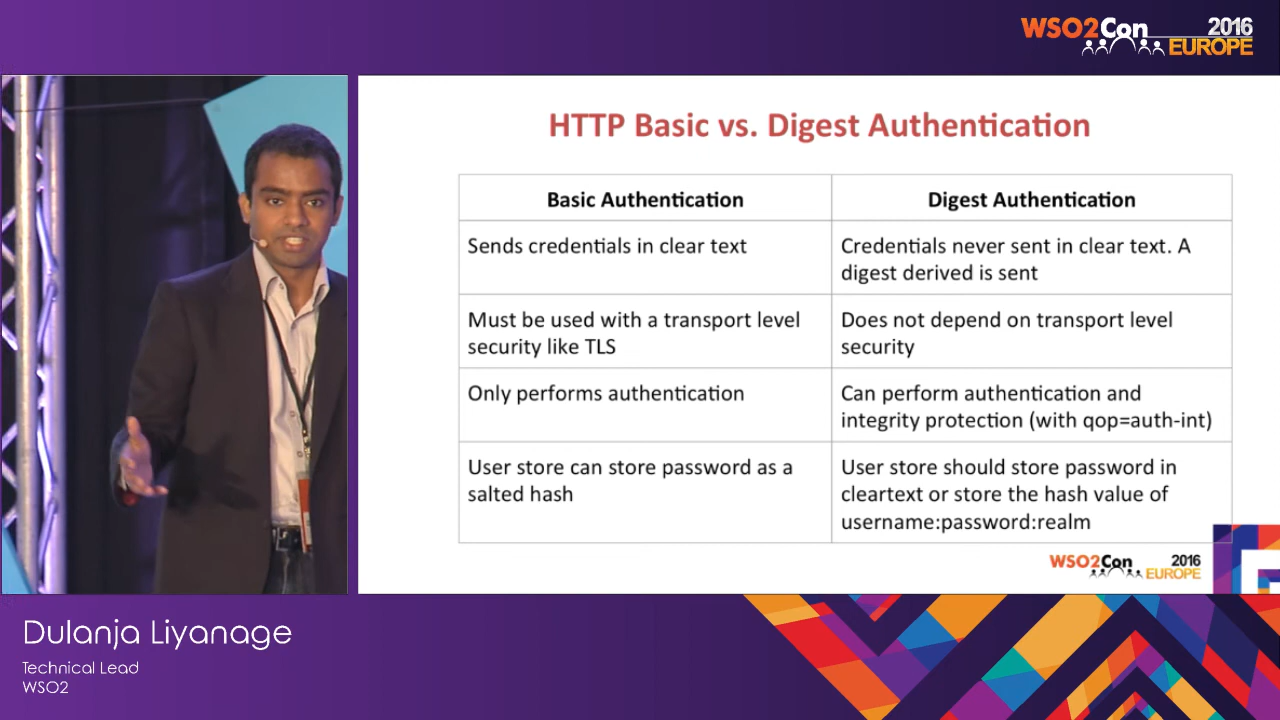 WSO2Con 2016
EUROPE
HTTP Basic vs. Digest Authentication
Basic Authentication
Digest Authentication
Sends credentials in clear text
Credentials never sent in clear text. A
digest derived is sent
Must be used with a transport level
security like TLS
Does not depend on transport level
security
Only performs authentication
Can perform authentication and
integrity protection (with qop=auth-int)
User store can store password as a
salted hash
User store should store password in
cleartext or store the hash value of
username:password:realm
WSO2Con 2016
EUROPE
Dulanja Liyanage
Technical Lead
WSO2